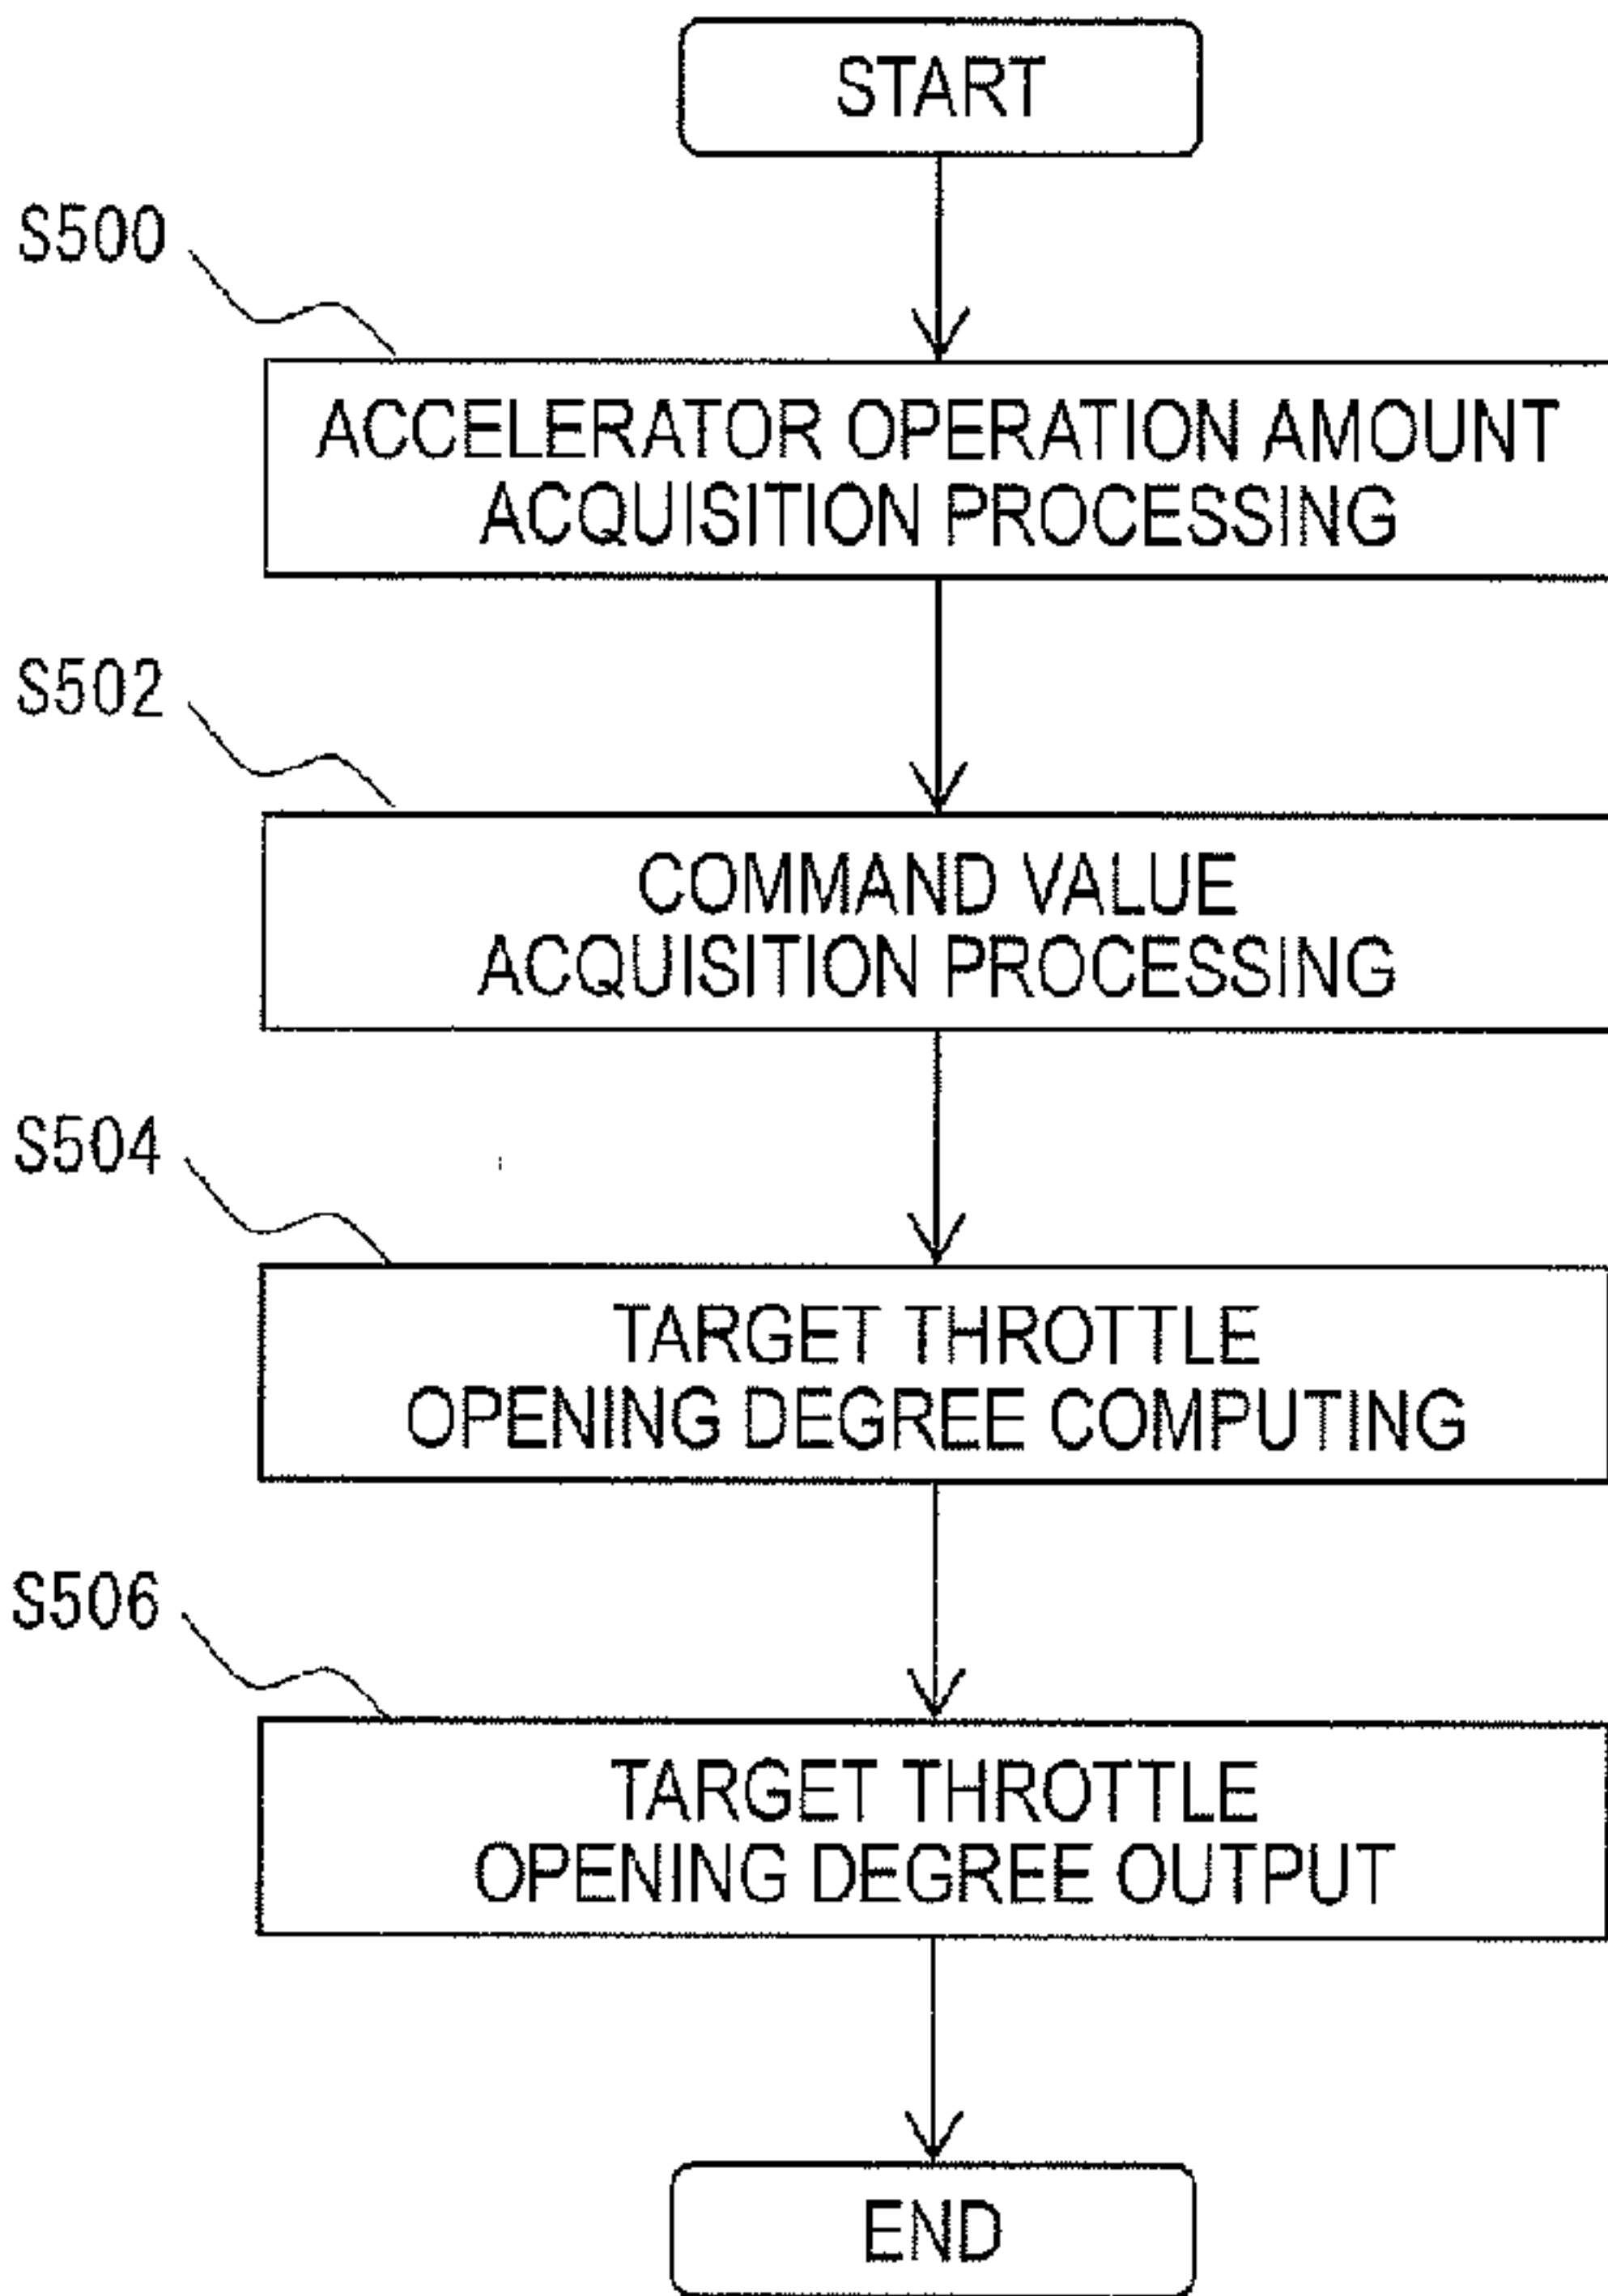 START
S500
ACCELERATOR OPERATION AMOUNT
ACQUISITION PROCESSING
S502
COMMAND VALUE
ACQUISITION PROCESSING
S504
TARGET THROTTLE
OPENING DEGREE COMPUTING
S506
TARGET THROTTLE
OPENING DEGREE OUTPUT
END